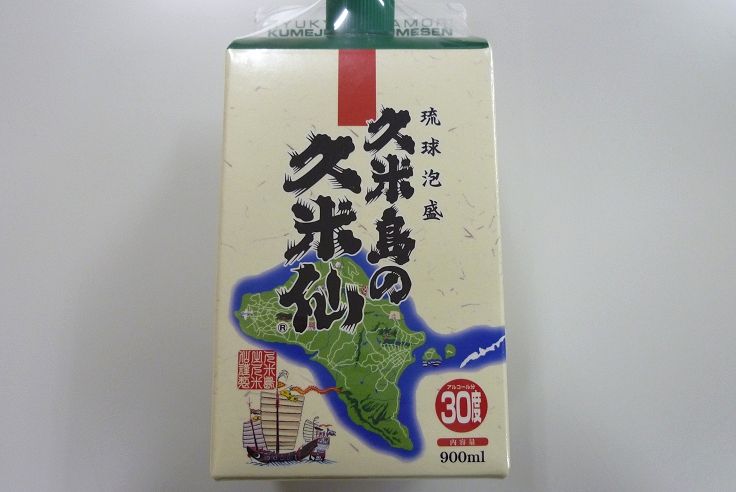 KUMEJ
琉球泡盛
久米島の
久米仙
®
アルコール分
30度
内容量
900ml